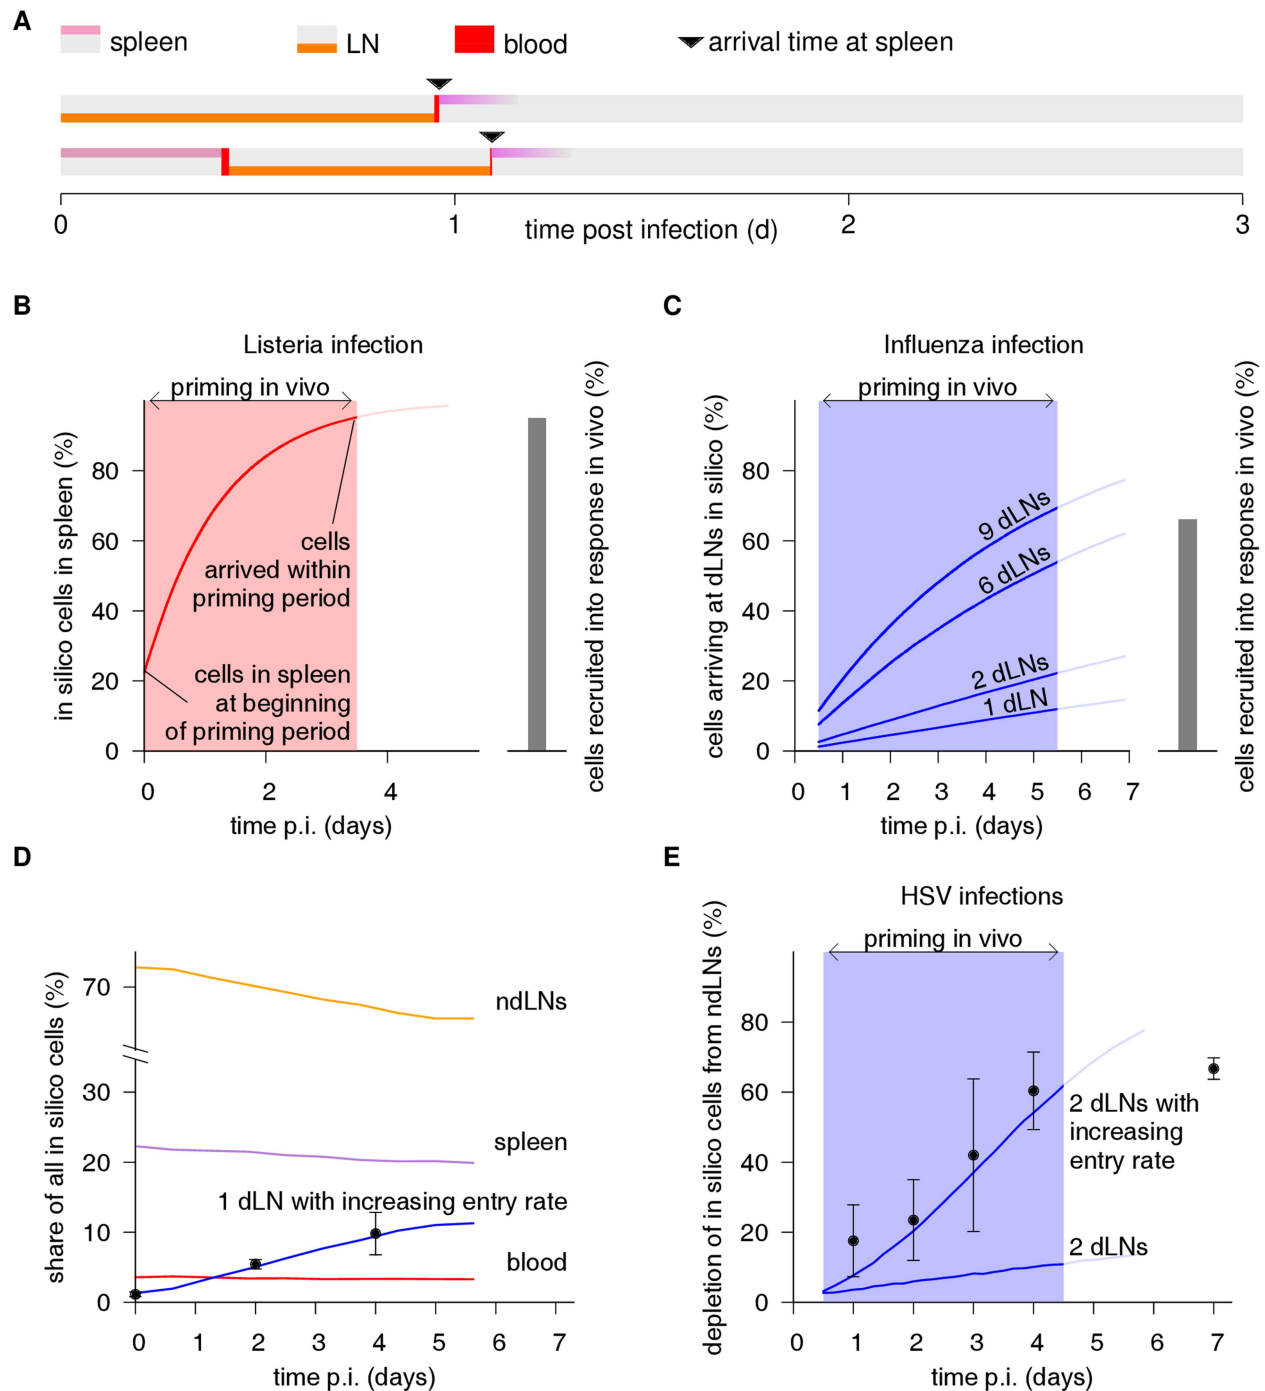 A
spleen
LN
blood
arrival time at spleen
0
1
2
3
time post infection (d)
B
Listeria infection
priming in vivo
in silico cells in spleen (%)
80
60
40
20
0
cells
arrived within
priming period
cells in spleen
at beginning
of priming period
0
2
4
time p.i. (days)
cells recruited into response in vivo (%)
C
Influenza infection
priming in vivo
cells arriving at dLNs in silico (%)
80
60
40
20
0
9 dLNs
6 dLNs
2 dLNs
1 dLN
0
1
2
3
4
5
6
7
time p.i. (days)
cells recruited into response in vivo (%)
D
share of all in silico cells (%)
70
30
20
10
0
ndLNs
spleen
1 dLN with increasing entry rate
blood
0
1
2
3
4
5
6
7
time p.i. (days)
E
HSV infections
priming in vivo
depletion of in silico cells from ndLNs (%)
80
60
40
20
0
2 dLNs with
increasing
entry rate
2 dLNs
0
1
2
3
4
5
6
7
time p.i. (days)